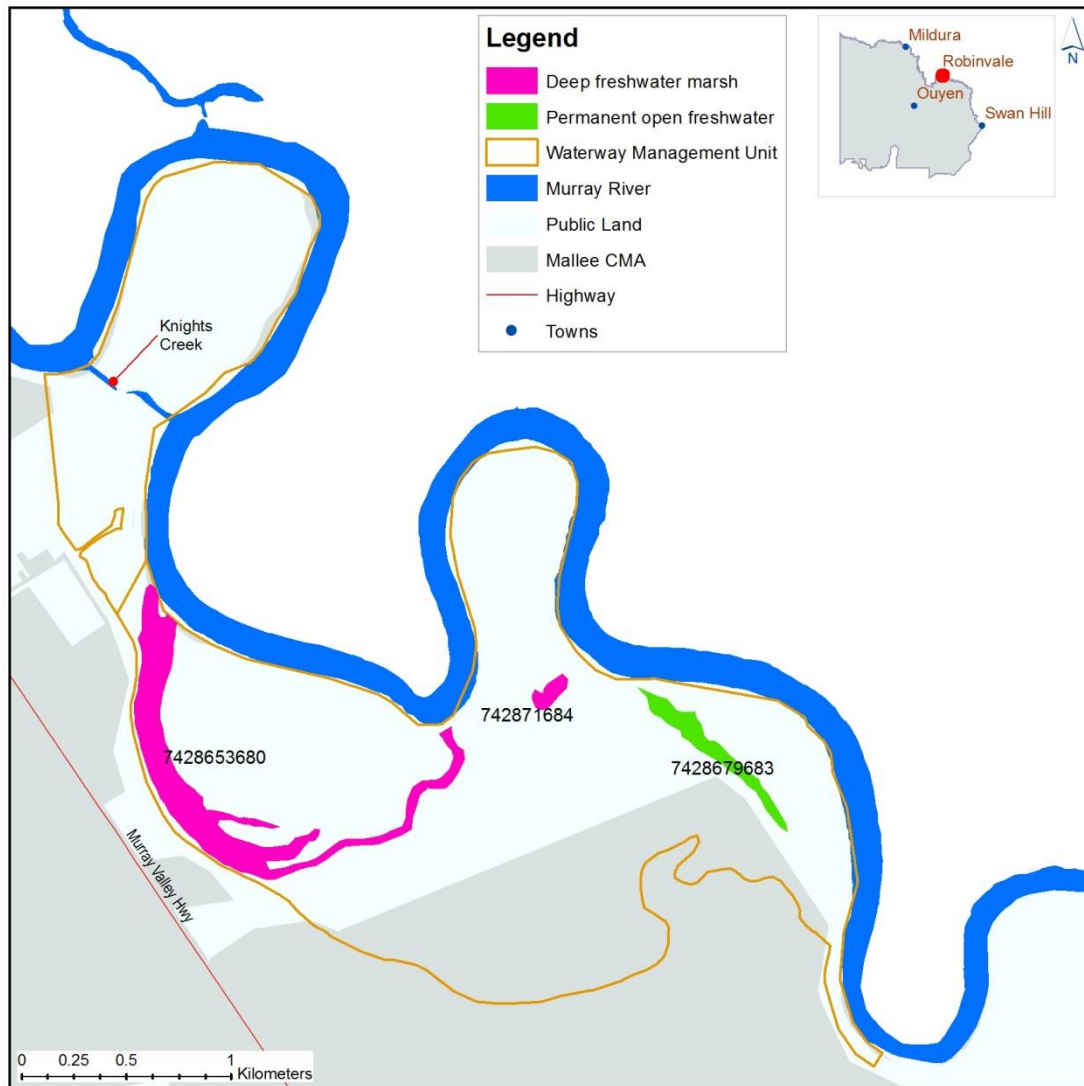 Legend
Deep freshwater marsh
Permanent open freshwater
Waterway Management Unit
Murray River
Public Land
Mallee CMA
Highway
Towns
Mildura
Robinvale
Ouyen
Swan Hill
N
Knights
Creek
742871684
7428653680
7428679683
Murray Valley Hwy
0 0.25 0.5 1
Kilometers